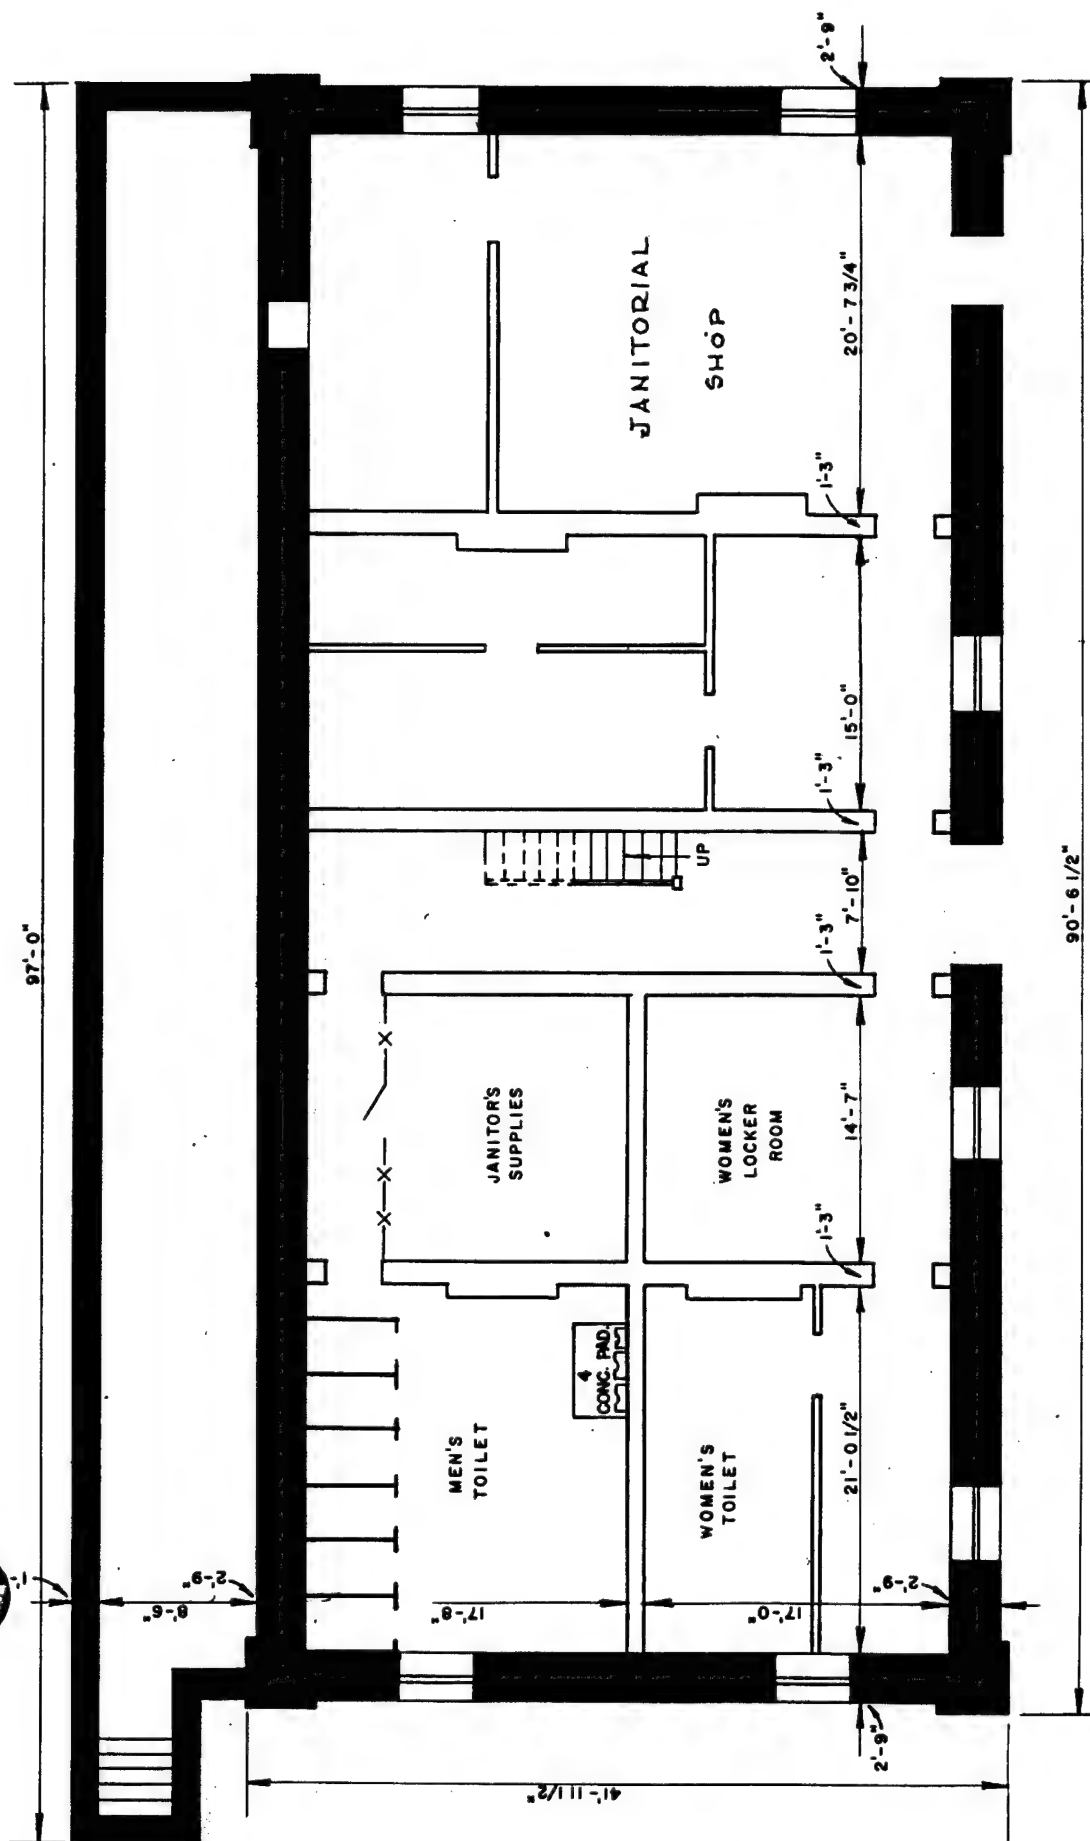 97'-0"
1'
8'-6"
2'-9"
17'-8"
17'-0"
2'-9"
41'-11 1/2"
2'-9"
MEN'S
TOILET
4
CONC. PAD.
WOMEN'S
TOILET
21'-0 1/2"
1'-3"
JANITOR'S
SUPPLIES
WOMEN'S
LOCKER
ROOM
14'-7"
1'-3"
UP
7'-10"
1'-3"
15'-0"
1'-3"
JANITORIAL
SHOP
20'-7 3/4"
2'-9"
90'-6 1/2"